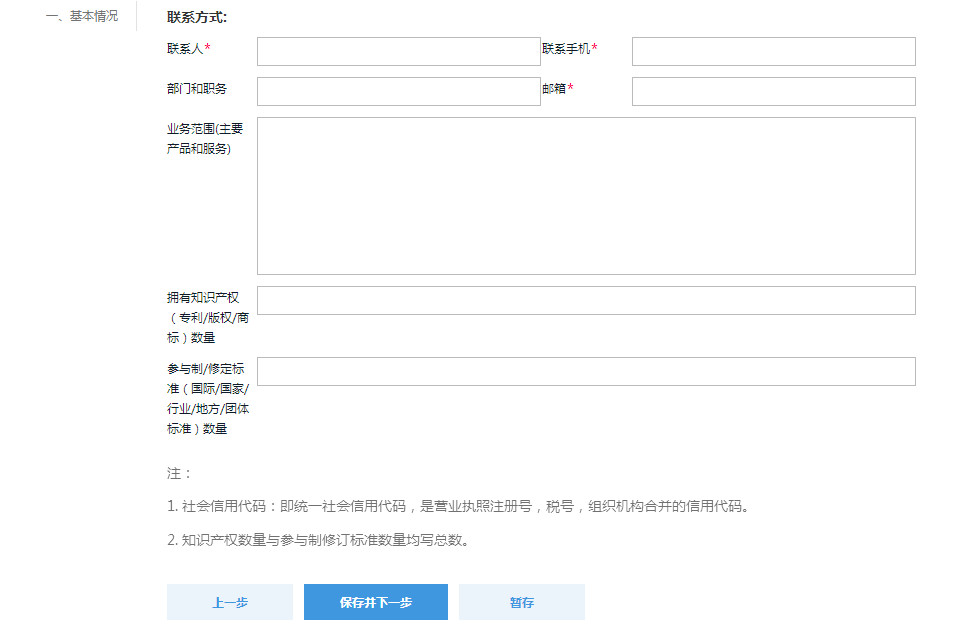 一、基本情况
联系方式:
联系人*
联系手机*
部门和职务
邮箱*
业务范围(主要
产品和服务)
拥有知识产权
（专利/版权/商
标）数量
参与制/修定标
准（国际/国家/
行业/地方/团体
标准）数量
注：
1. 社会信用代码：即统一社会信用代码，是营业执照注册号，税号，组织机构合并的信用代码。
2. 知识产权数量与参与制修订标准数量均写总数。
上一步
保存并下一步
暂存